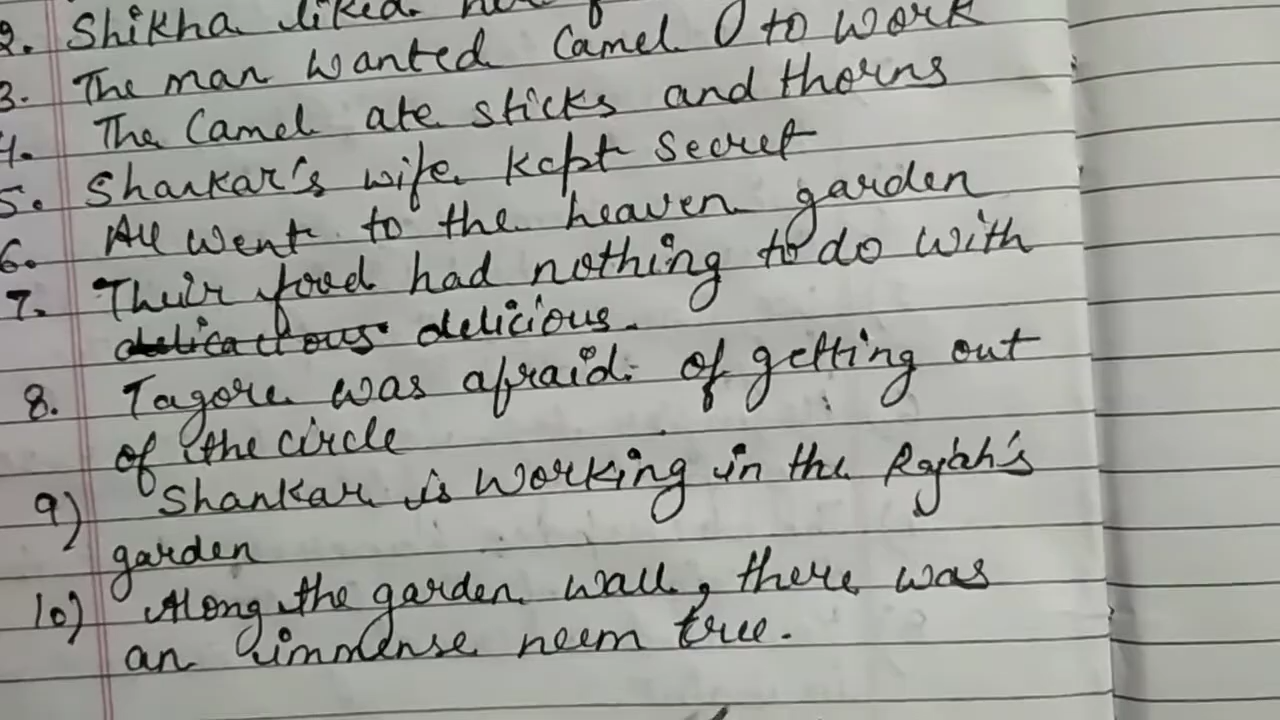 2. Shikha liked
3. The man wanted Camel to work
4. The Camel ate sticks and thorns
5. Shankar's wife kept secret
6. All went to the heaven garden
7. Their food had nothing to do with
delicious.
8. Tagore was afraid of getting out
of the circle
9) Shankar is working in the Rajah's
garden
10) Along the garden wall, there was
an immense neem tree.